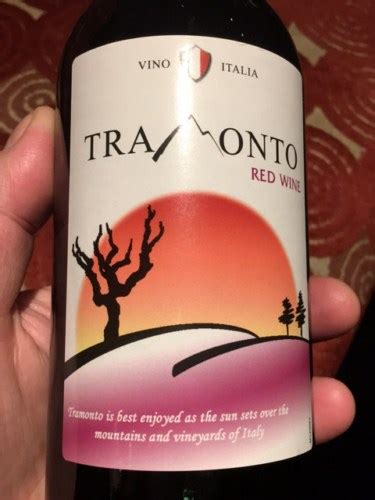 VINO ITALIA
TRAMONTO
RED WINE
Tramonto is best enjoyed as the sun sets over the
mountains and vineyards of Italy